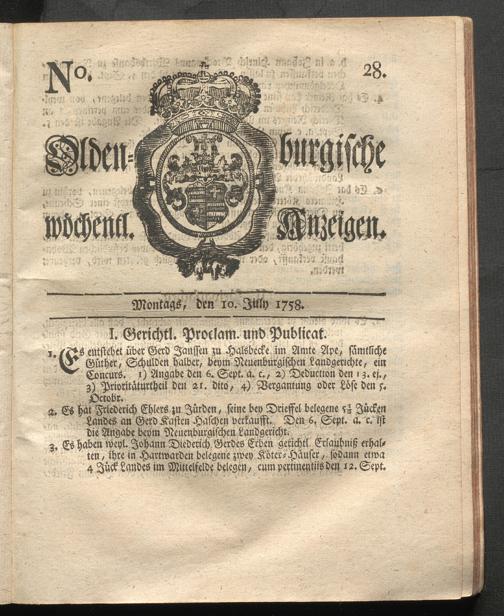 No. 28.
Olden= burgische
wöchentl. Anzeigen.
Montags, den 10. July 1758.
I. Gerichtl. Proclam. und Publicat.
1. Es entstehet über Gerd Janssen zu Halsbecke im Amte Ape, sämtliche
Güther, Schulden halber, beym Neuenburgischen Landgerichte, ein
Concurs. 1) Angabe den 6. Sept. a. c. 2) Deduction den 13. ej.
3) Prioritäturtheil den 21. dito, 4) Vergantung oder Löse den 5.
Octobr.
2. Es hat Friederich Ehlers zu Jürden, seine bey Drieffel belegene 5½ Jücken
Landes an Gerd Kasten Haschen verkaufft. Den 6. Sept. a. c. ist
die Angabe beym Neuenburgischen Landgericht.
3. Es haben weyl. Johann Diederich Gerdes Erben gerichtl. Erlaubniß erhal-
ten, ihre in Hartwarden belegene zwey Köter-Häuser, sodann etwa
4 Jück Landes im Mittelfelde belegen, cum pertinentiis den 12. Sept.